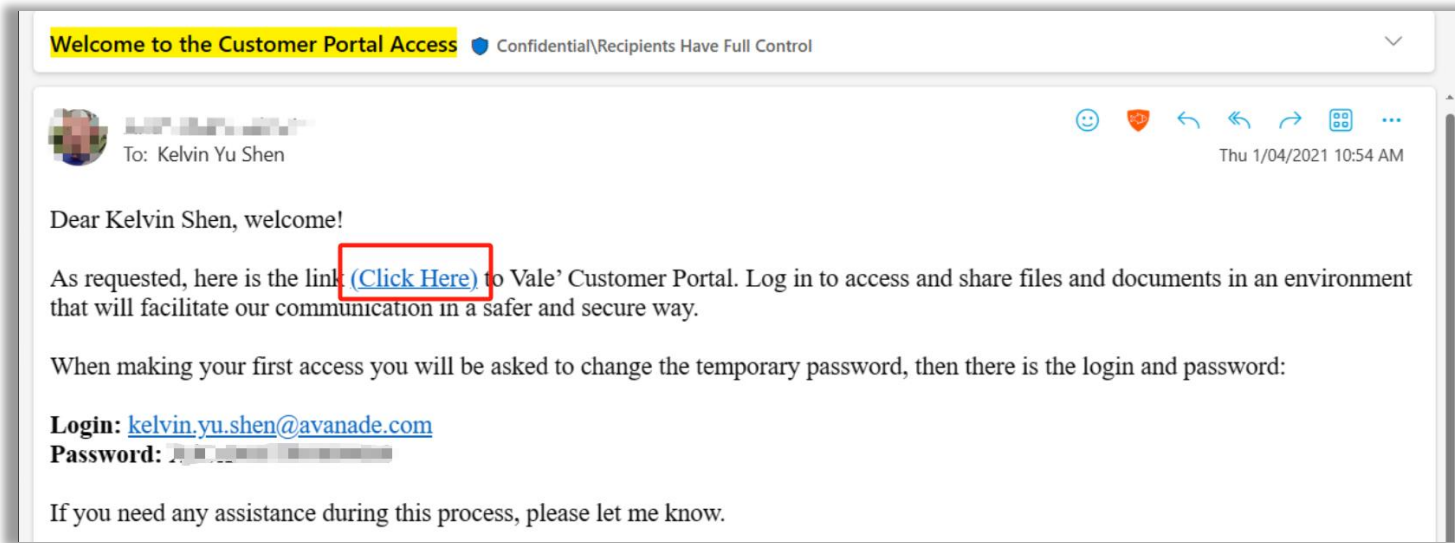 Welcome to the Customer Portal Access Confidential\Recipients Have Full Control
To: Kelvin Yu Shen
Thu 1/04/2021 10:54 AM
Dear Kelvin Shen, welcome!
As requested, here is the link (Click Here) to Vale’ Customer Portal. Log in to access and share files and documents in an environment
that will facilitate our communication in a safer and secure way.
When making your first access you will be asked to change the temporary password, then there is the login and password:
Login: kelvin.yu.shen@avanade.com
Password:
If you need any assistance during this process, please let me know.